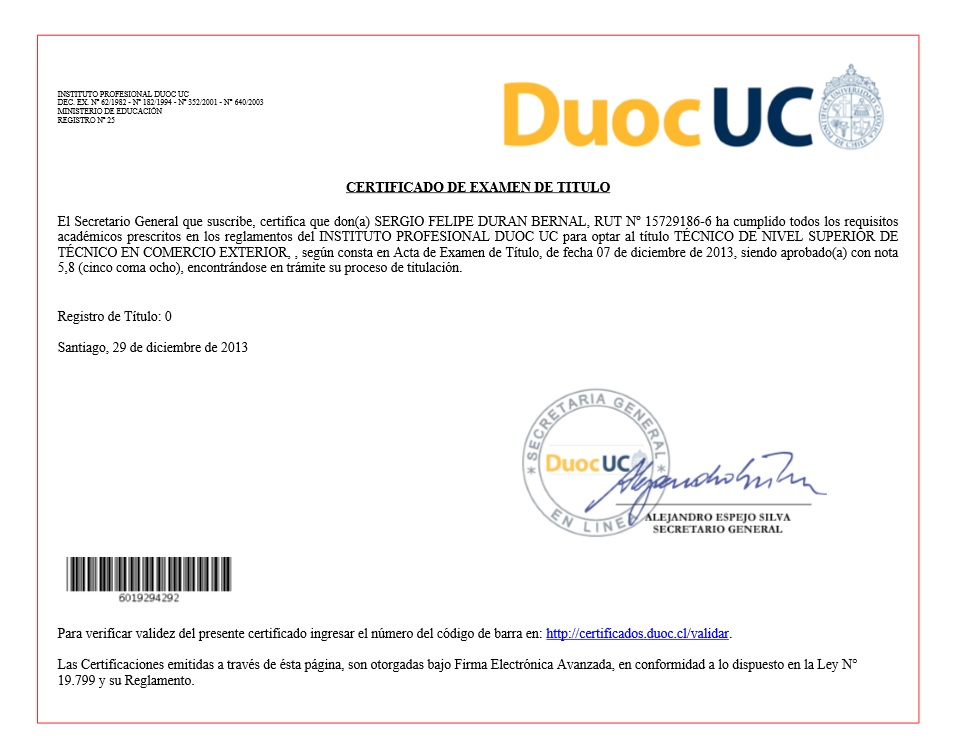 INSTITUTO PROFESIONAL DUOC UC
DEC. EX. Nº 62/1982 - Nº 182/1994 - Nº 352/2001 - Nº 640/2003
MINISTERIO DE EDUCACIÓN
REGISTRO Nº 25
Duoc UC
CERTIFICADO DE EXAMEN DE TITULO
El Secretario General que suscribe, certifica que don(a) SERGIO FELIPE DURAN BERNAL, RUT Nº 15729186-6 ha cumplido todos los requisitos
académicos prescritos en los reglamentos del INSTITUTO PROFESIONAL DUOC UC para optar al título TÉCNICO DE NIVEL SUPERIOR DE
TÉCNICO EN COMERCIO EXTERIOR, , según consta en Acta de Examen de Título, de fecha 07 de diciembre de 2013, siendo aprobado(a) con nota
5,8 (cinco coma ocho), encontrándose en trámite su proceso de titulación.
Registro de Título: 0
Santiago, 29 de diciembre de 2013
* SECRETARIA GENERAL *
Duoc UC
EN LINEA
ALEJANDRO ESPEJO SILVA
SECRETARIO GENERAL
6019294292
Para verificar validez del presente certificado ingresar el número del código de barra en: http://certificados.duoc.cl/validar.
Las Certificaciones emitidas a través de ésta página, son otorgadas bajo Firma Electrónica Avanzada, en conformidad a lo dispuesto en la Ley Nº
19.799 y su Reglamento.